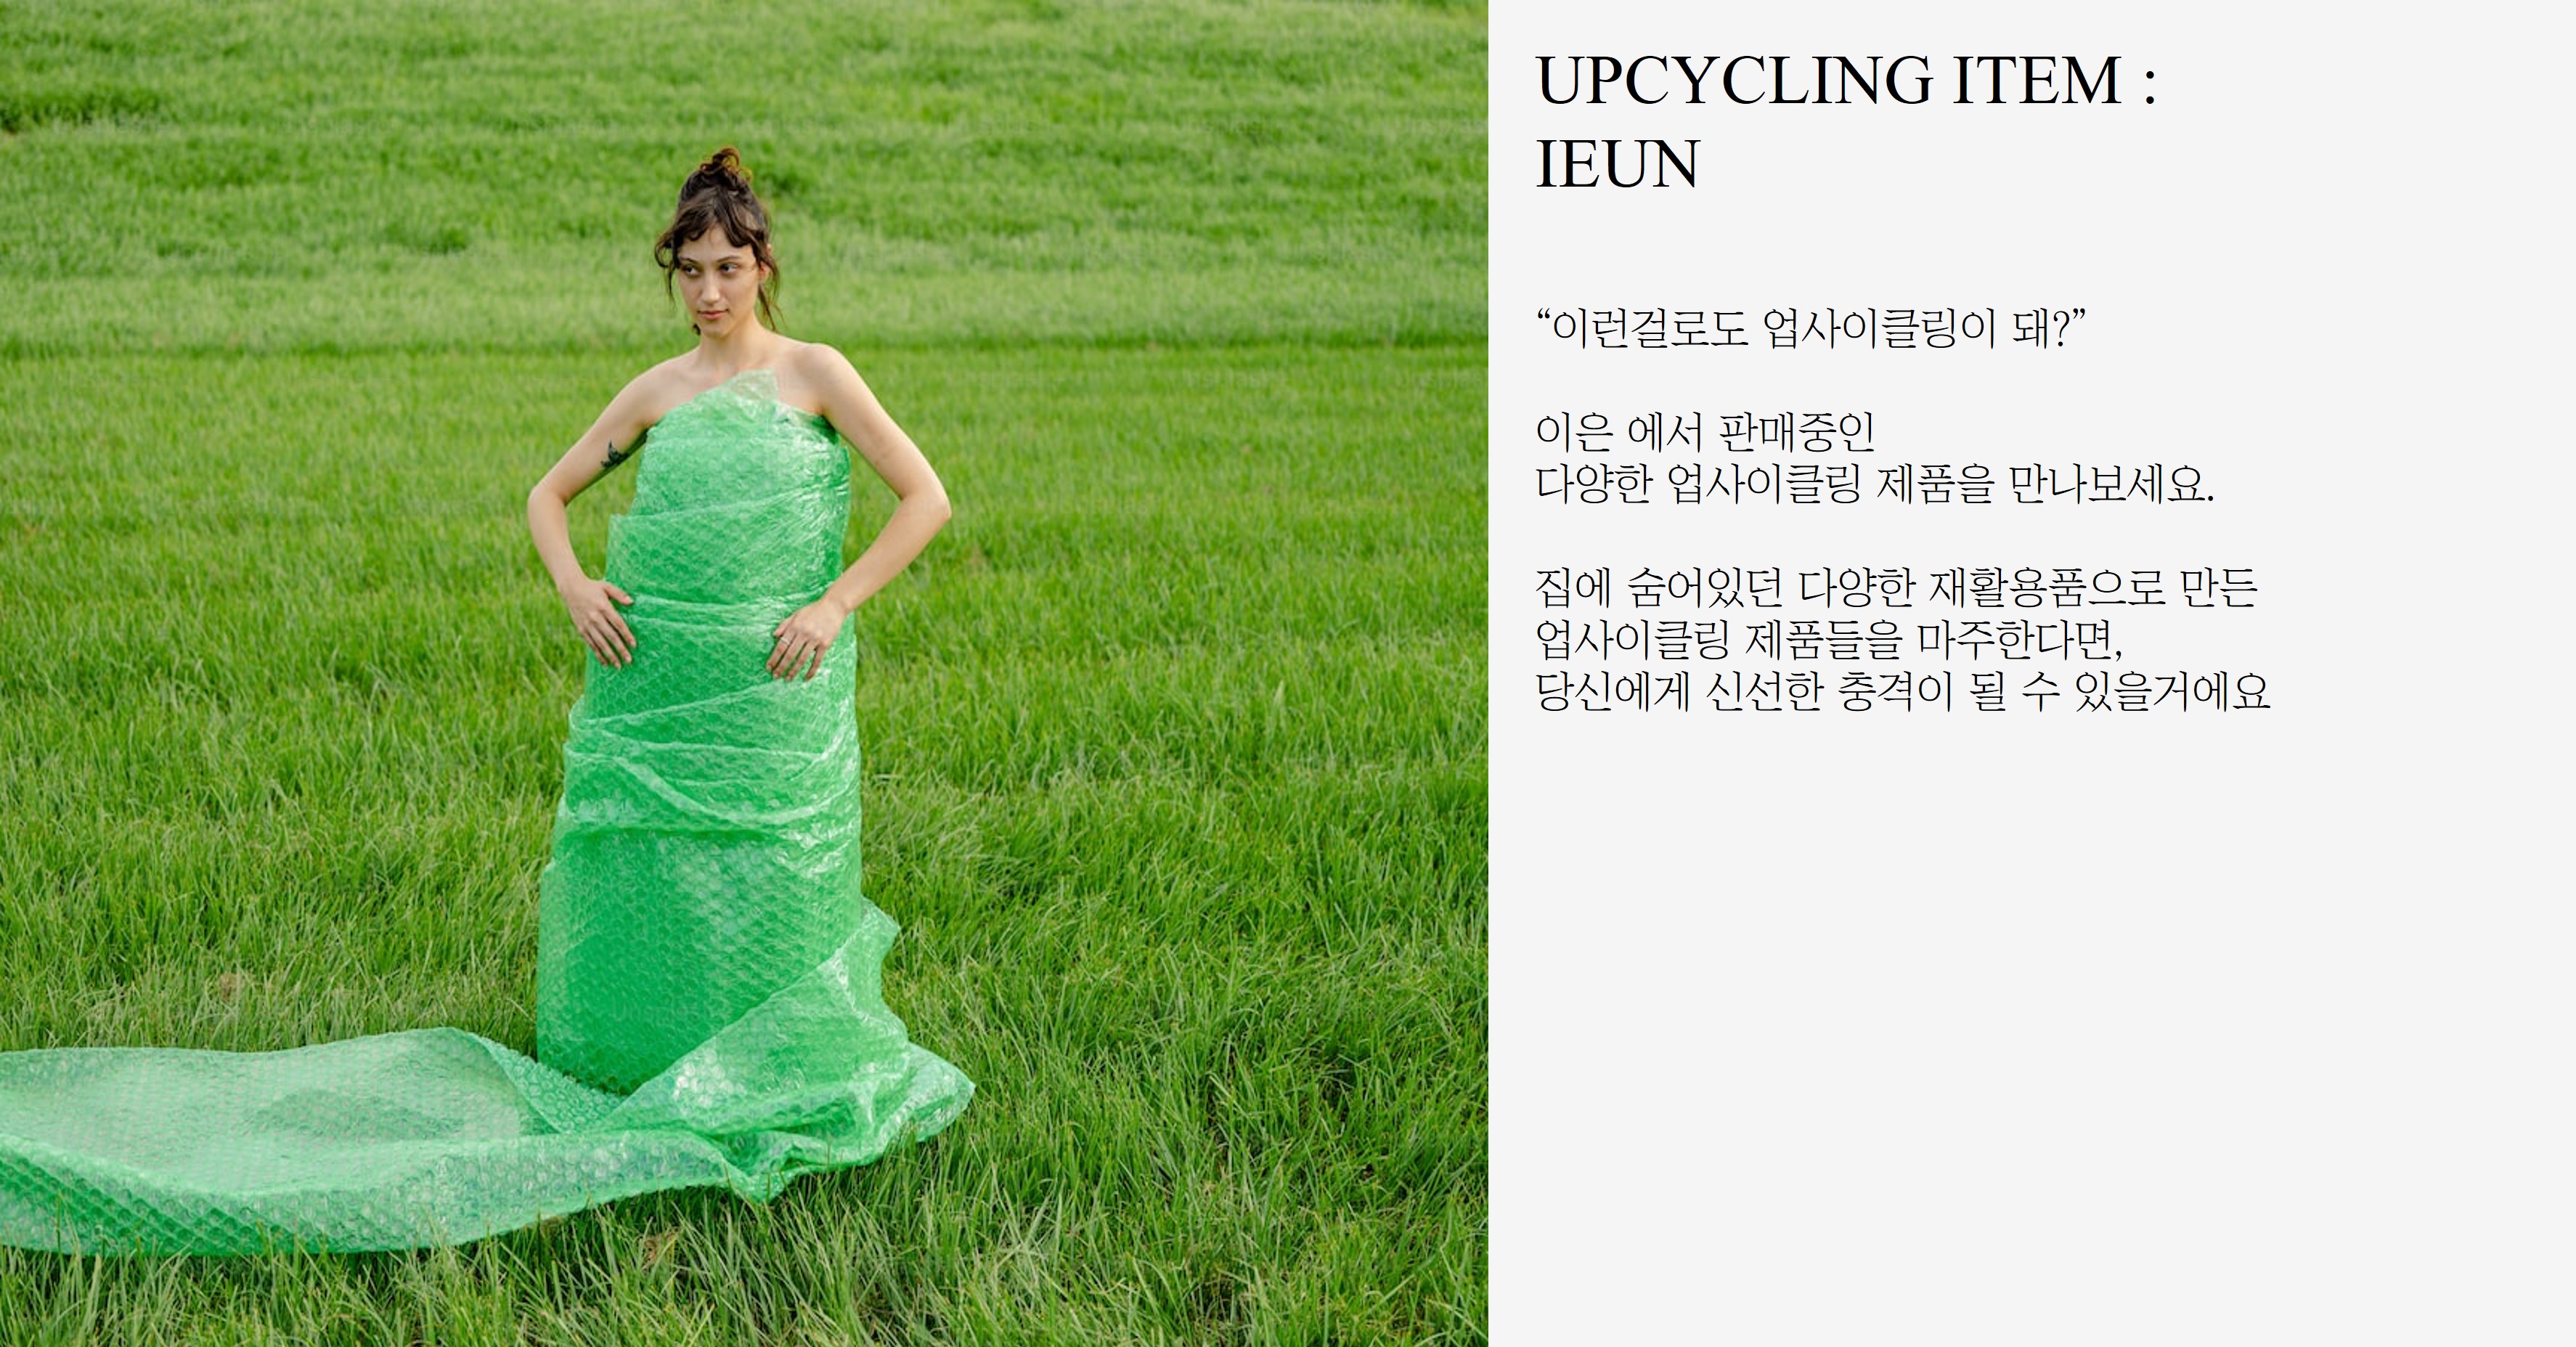 UPCYCLING ITEM :
IEUN
“이런걸로도 업사이클링이 돼?”
이은 에서 판매중인
다양한 업사이클링 제품을 만나보세요.
집에 숨어있던 다양한 재활용품으로 만든
업사이클링 제품들을 마주한다면,
당신에게 신선한 충격이 될 수 있을거에요